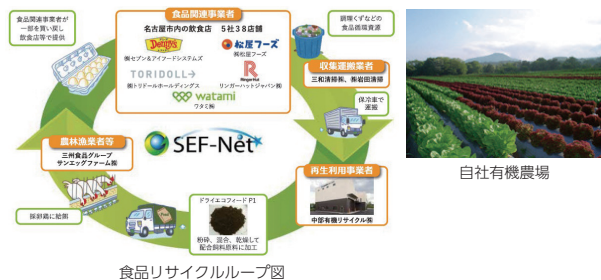 食品関連事業者が
一部を買い戻し
飲食店等で提供
食品関連事業者
名古屋市内の飲食店 5社38店舗
Denny's
㈱セブン&アイフードシステムズ
松屋フーズ
㈱松屋フーズ
TORIDOLL
㈱トリドールホールディングス
RingerHut
リンガーハットジャパン㈱
watami
ワタミ㈱
調理くずなどの
食品循環資源
収集運搬業者
三和清掃㈱、㈱岩田清掃
保冷車で
運搬
SEF-Net
農林漁業者等
三州食品グループ
サンエッグファーム㈱
採卵鶏に給餌
ドライエコフィード P1
粉砕、混合、乾燥して
配合飼料原料に加工
再生利用事業者
中部有機リサイクル㈱
食品リサイクルループ図
自社有機農場